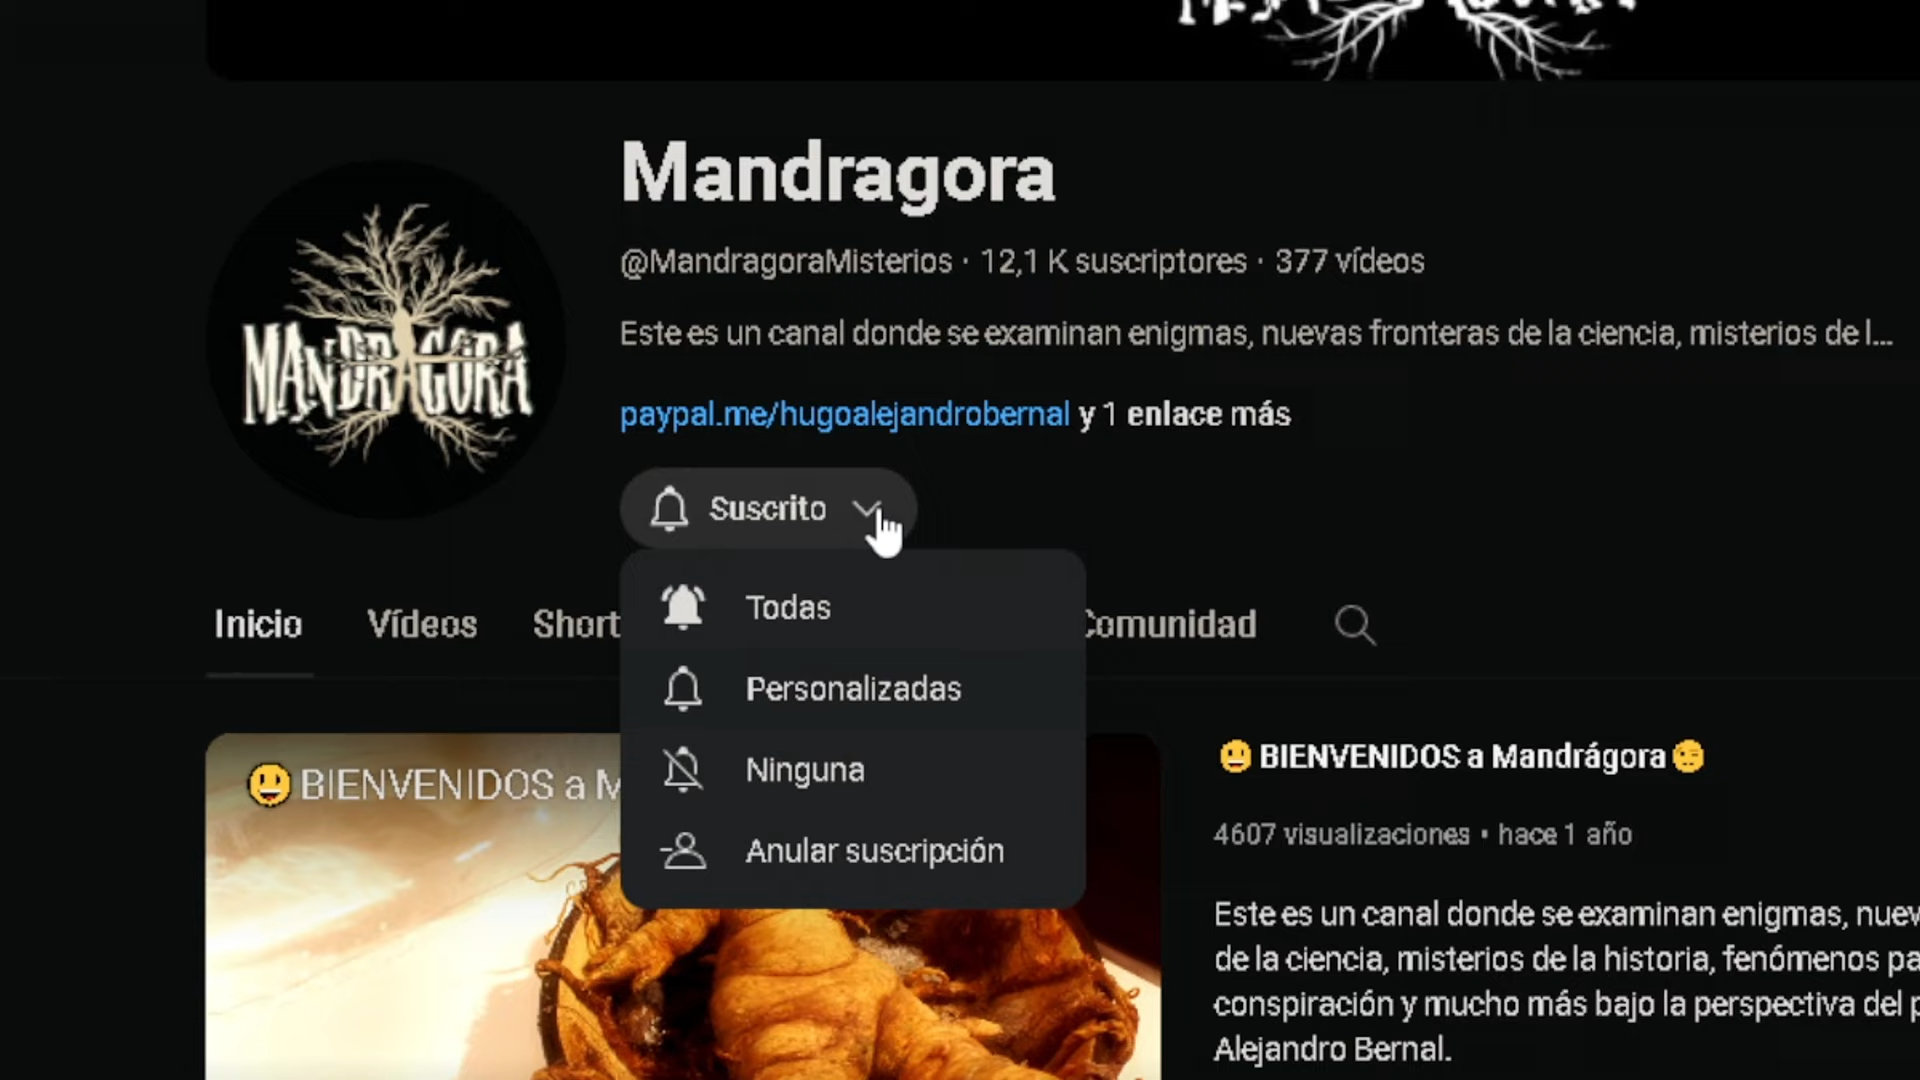 Mandragora
@MandragoraMisterios · 12,1 K suscriptores · 377 vídeos
Este es un canal donde se examinan enigmas, nuevas fronteras de la ciencia, misterios de l...
paypal.me/hugoalejandrobernal y 1 enlace más
MANDRAGORA
Suscrito
Todas
Personalizadas
Ninguna
Anular suscripción
Inicio Vídeos Short Comunidad
😃 BIENVENIDOS a M
😃 BIENVENIDOS a Mandrágora 🫡
4607 visualizaciones • hace 1 año
Este es un canal donde se examinan enigmas, nuev
de la ciencia, misterios de la historia, fenómenos pa
conspiración y mucho más bajo la perspectiva del p
Alejandro Bernal.